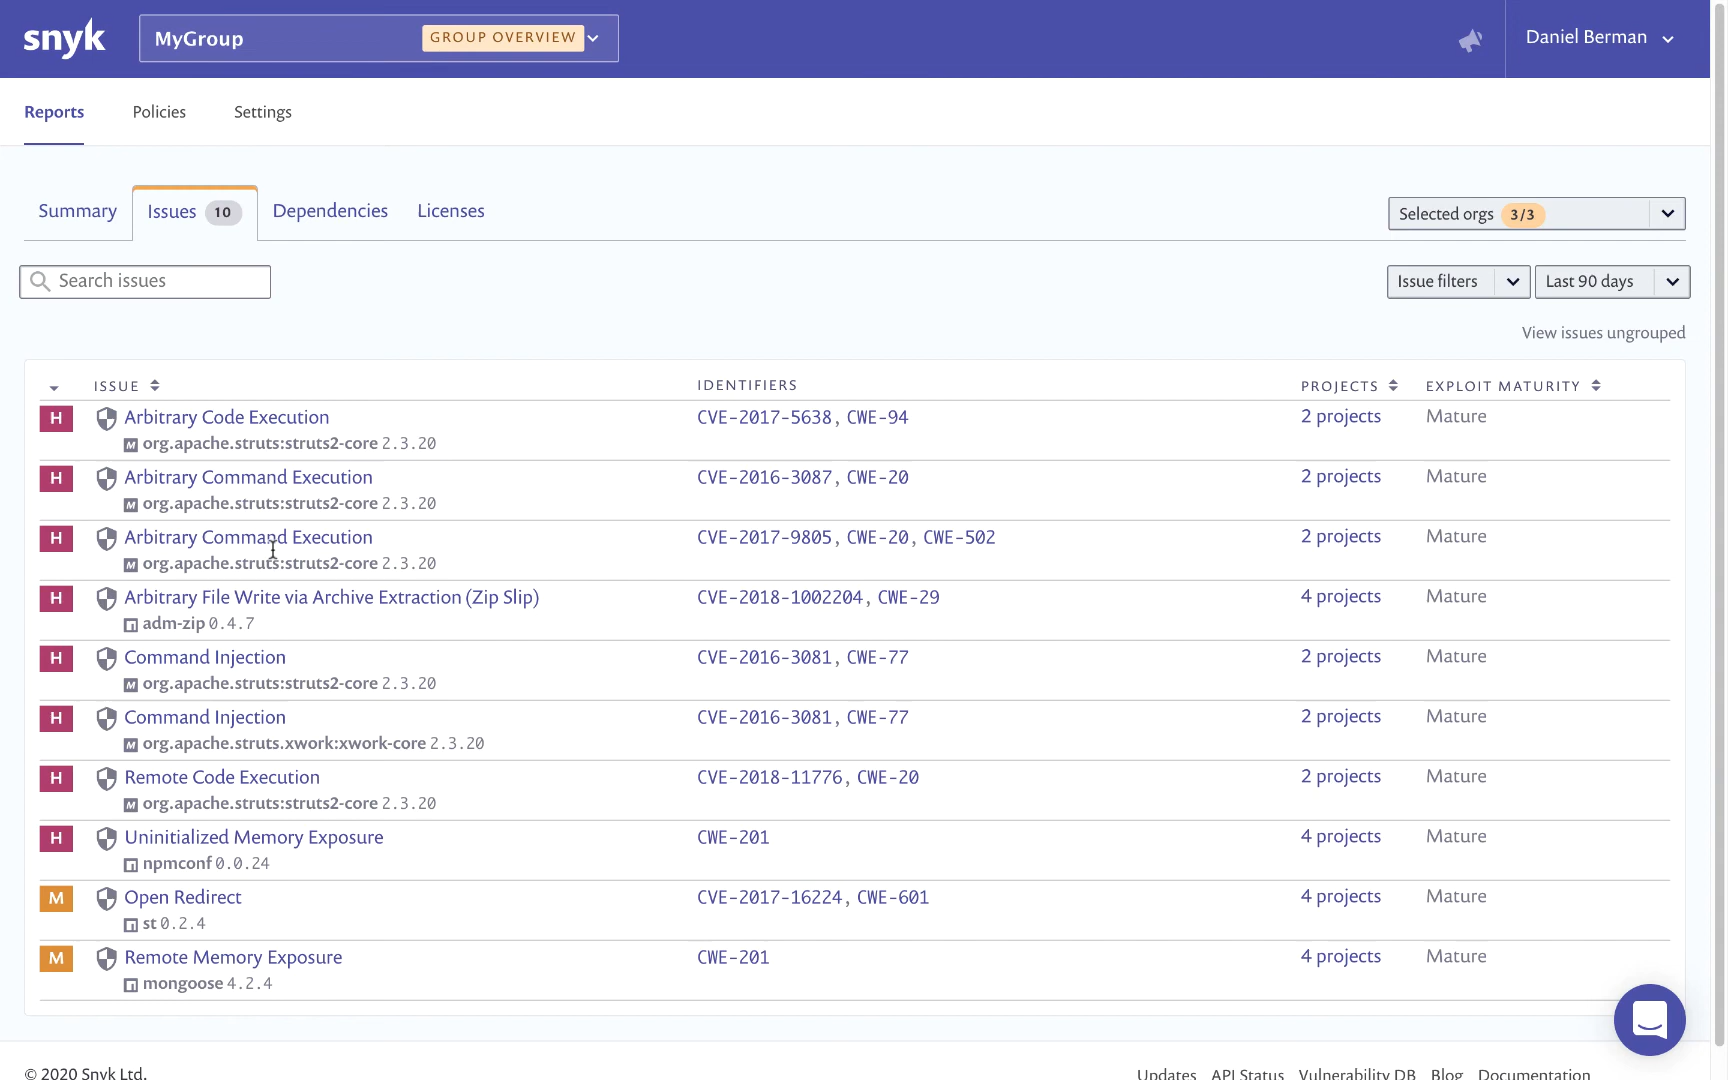 snyk MyGroup GROUP OVERVIEW Daniel Berman
Reports Policies Settings
Summary Issues 10 Dependencies Licenses Selected orgs 3/3
Search issues Issue filters Last 90 days
View issues ungrouped
ISSUE IDENTIFIERS PROJECTS EXPLOIT MATURITY
H Arbitrary Code Execution CVE-2017-5638, CWE-94 2 projects Mature
M org.apache.struts:struts2-core 2.3.20
H Arbitrary Command Execution CVE-2016-3087, CWE-20 2 projects Mature
M org.apache.struts:struts2-core 2.3.20
H Arbitrary Command Execution CVE-2017-9805, CWE-20, CWE-502 2 projects Mature
M org.apache.struts:struts2-core 2.3.20
H Arbitrary File Write via Archive Extraction (Zip Slip) CVE-2018-1002204, CWE-29 4 projects Mature
adm-zip 0.4.7
H Command Injection CVE-2016-3081, CWE-77 2 projects Mature
M org.apache.struts:struts2-core 2.3.20
H Command Injection CVE-2016-3081, CWE-77 2 projects Mature
M org.apache.struts.xwork:xwork-core 2.3.20
H Remote Code Execution CVE-2018-11776, CWE-20 2 projects Mature
M org.apache.struts:struts2-core 2.3.20
H Uninitialized Memory Exposure CWE-201 4 projects Mature
npmconf 0.0.24
M Open Redirect CVE-2017-16224, CWE-601 4 projects Mature
st 0.2.4
M Remote Memory Exposure CWE-201 4 projects Mature
mongoose 4.2.4
© 2020 Snyk Ltd. Updates API Status Vulnerability DB Blog Documentation